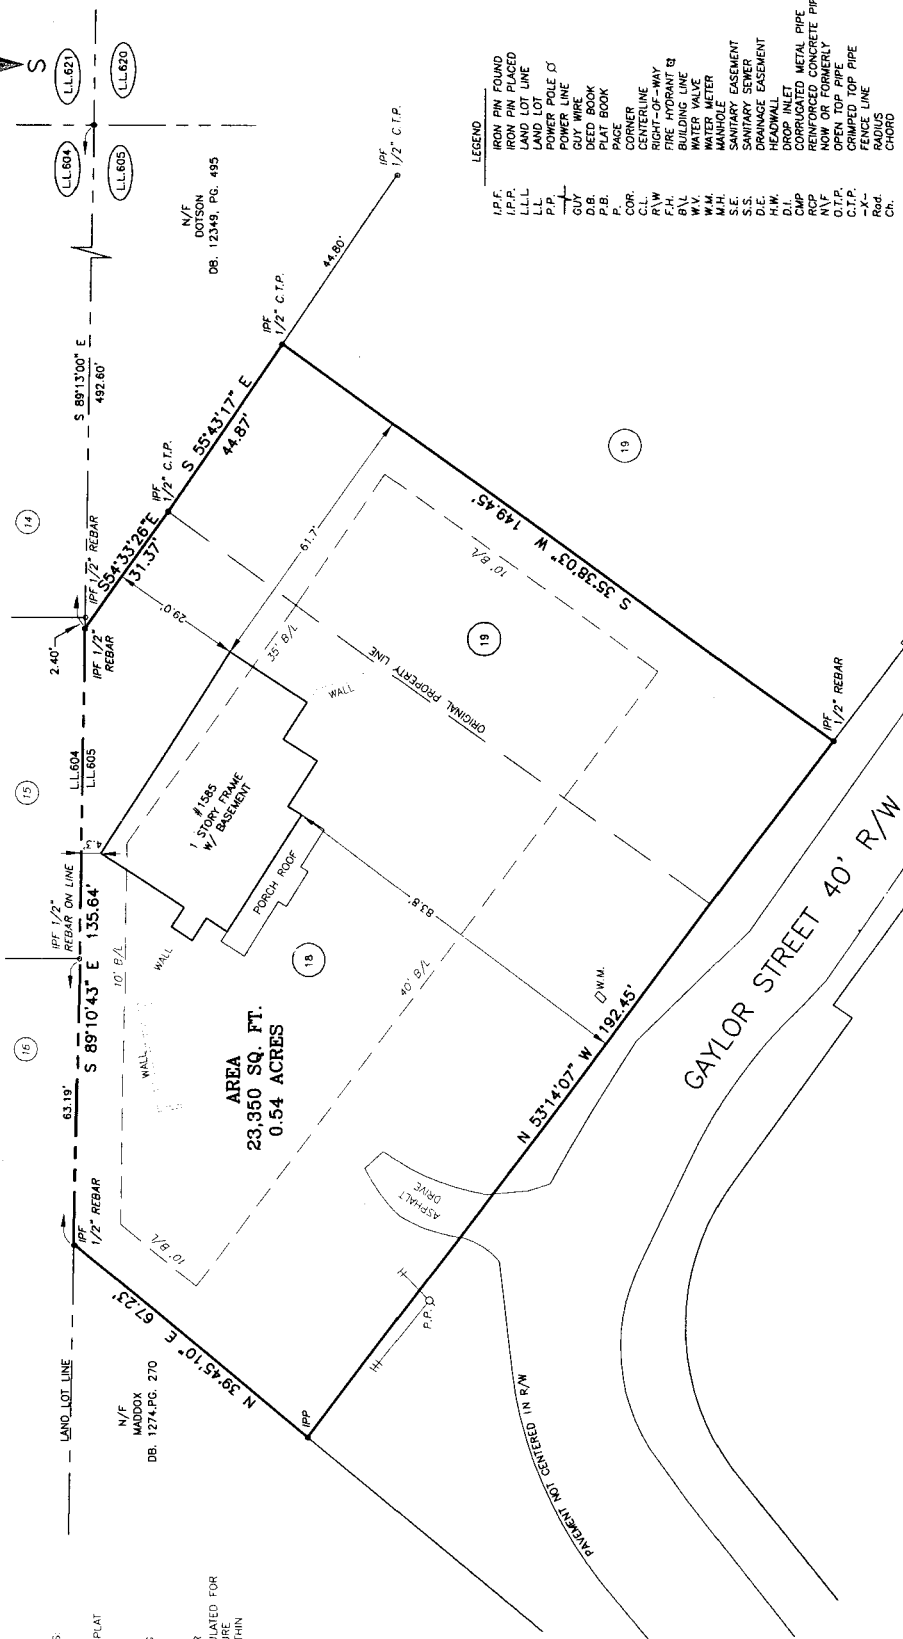 S
L.L.621
L.L.620
L.L.604
L.L.605
N/F
DOTSON
DB. 12349, PG. 495
S 89°13'00" E
492.60'
14
15
16
IPF 1/2" REBAR
2.40'
IPF 1/2"
REBAR
S54°33'26"E
31.37'
IPF
1/2" C.T.P.
S 55°43'17" E
44.87'
IPF
1/2" C.T.P.
44.80'
IPF
1/2" C.T.P.
L.L.604
L.L.605
IPF 1/2"
REBAR ON LINE
S 89°10'43" E 135.64'
63.19'
IPF
1/2" REBAR
LAND LOT LINE
N/F
MADDOX
DB. 1274,PG. 270
N 39°45'10" E 67.23'
IPP
10' B/L
10' B/L
WALL
WALL
#1585
1 STORY FRAME
W/ BASEMENT
PORCH ROOF
29.0'
61.7'
35' B/L
WALL
ORIGINAL PROPERTY LINE
19
19
18
10' B/L
S 35°38'03" W 149.45'
83.8'
40' B/L
AREA
23,350 SQ. FT.
0.54 ACRES
W.M.
N 53°14'07" W 192.45'
IPF
1/2" REBAR
ASPHALT
DRIVE
P.P.
PAVEMENT NOT CENTERED IN R/W
GAYLOR STREET 40' R/W
LEGEND
I.P.F. IRON PIN FOUND
I.P.P. IRON PIN PLACED
L.L.L. LAND LOT LINE
L.L. LAND LOT
P.P. POWER POLE
POWER LINE
GUY GUY WIRE
D.B. DEED BOOK
P.B. PLAT BOOK
P. PAGE
COR. CORNER
C.L. CENTERLINE
R\W RIGHT-OF-WAY
F.H. FIRE HYDRANT
B\L BUILDING LINE
W.V. WATER VALVE
W.M. WATER METER
M.H. MANHOLE
S.E. SANITARY EASEMENT
S.S. SANITARY SEWER
D.E. DRAINAGE EASEMENT
H.W. HEADWALL
D.I. DROP INLET
CMP CORRUGATED METAL PIPE
RCP REINFORCED CONCRETE PIP
N\F NOW OR FORMERLY
O.T.P. OPEN TOP PIPE
C.T.P. CRIMPED TOP PIPE
-X- FENCE LINE
Rad. RADIUS
Ch. CHORD
S:
PLAT
S
R
ULATED FOR
URE
THIN